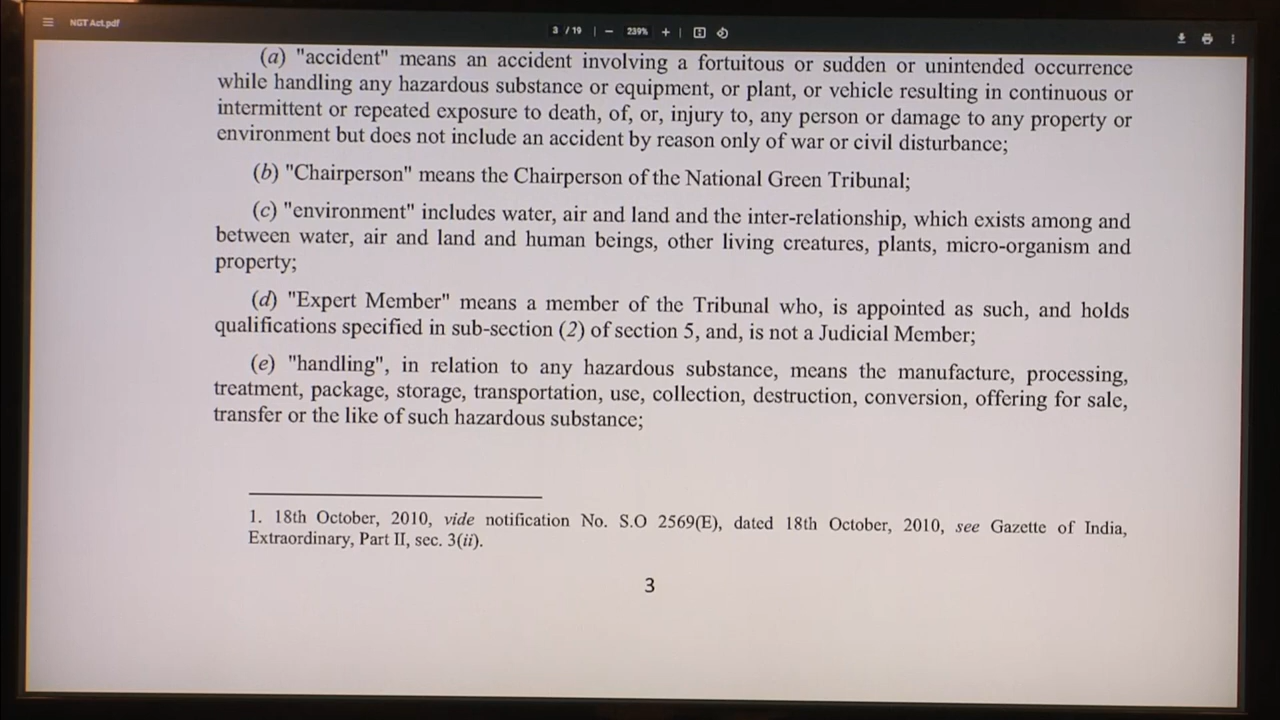 NGT Act.pdf
3 / 19 | − 239% + |
(a) "accident" means an accident involving a fortuitous or sudden or unintended occurrence
while handling any hazardous substance or equipment, or plant, or vehicle resulting in continuous or
intermittent or repeated exposure to death, of, or, injury to, any person or damage to any property or
environment but does not include an accident by reason only of war or civil disturbance;
(b) "Chairperson" means the Chairperson of the National Green Tribunal;
(c) "environment" includes water, air and land and the inter-relationship, which exists among and
between water, air and land and human beings, other living creatures, plants, micro-organism and
property;
(d) "Expert Member" means a member of the Tribunal who, is appointed as such, and holds
qualifications specified in sub-section (2) of section 5, and, is not a Judicial Member;
(e) "handling", in relation to any hazardous substance, means the manufacture, processing,
treatment, package, storage, transportation, use, collection, destruction, conversion, offering for sale,
transfer or the like of such hazardous substance;
1. 18th October, 2010, vide notification No. S.O 2569(E), dated 18th October, 2010, see Gazette of India,
Extraordinary, Part II, sec. 3(ii).
3